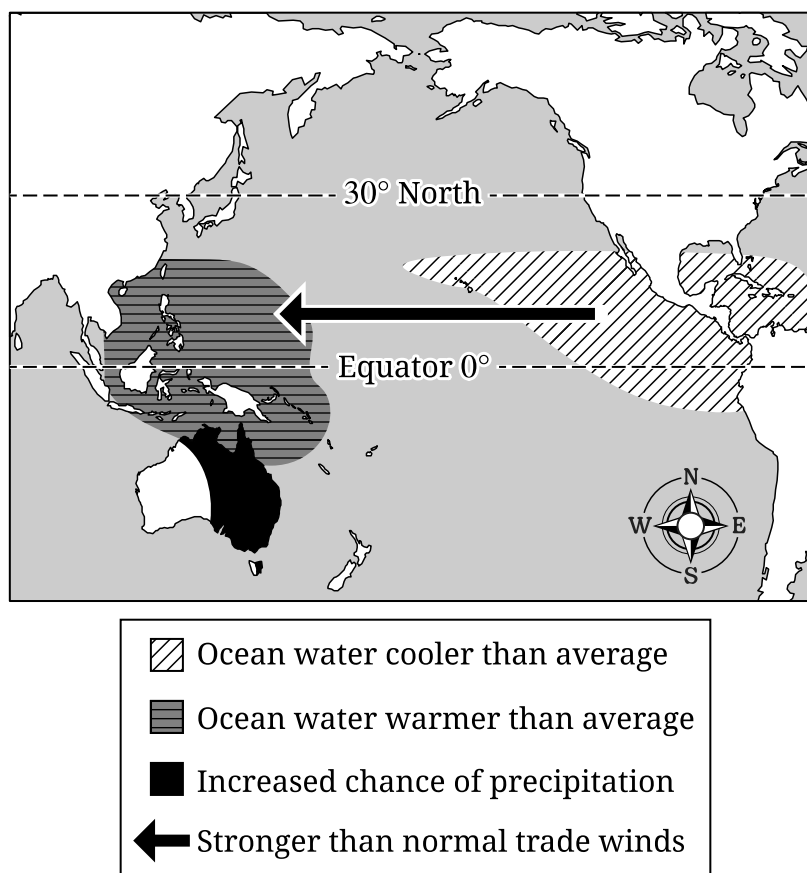 30° North
Equator 0°
N
W E
S
Ocean water cooler than average
Ocean water warmer than average
Increased chance of precipitation
Stronger than normal trade winds